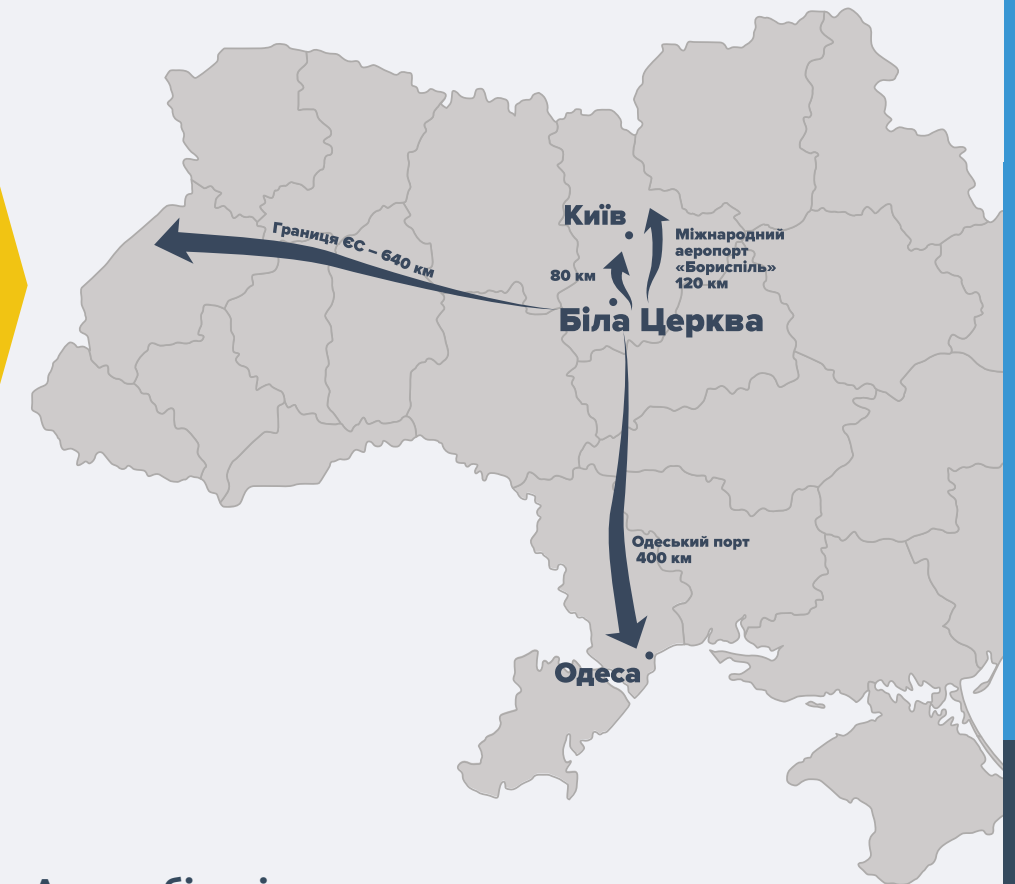 Київ
Міжнародний
аеропорт
«Бориспіль»
120 км
Границя ЄС – 640 км
80 км
Біла Церква
Одеський порт
400 км
Одеса